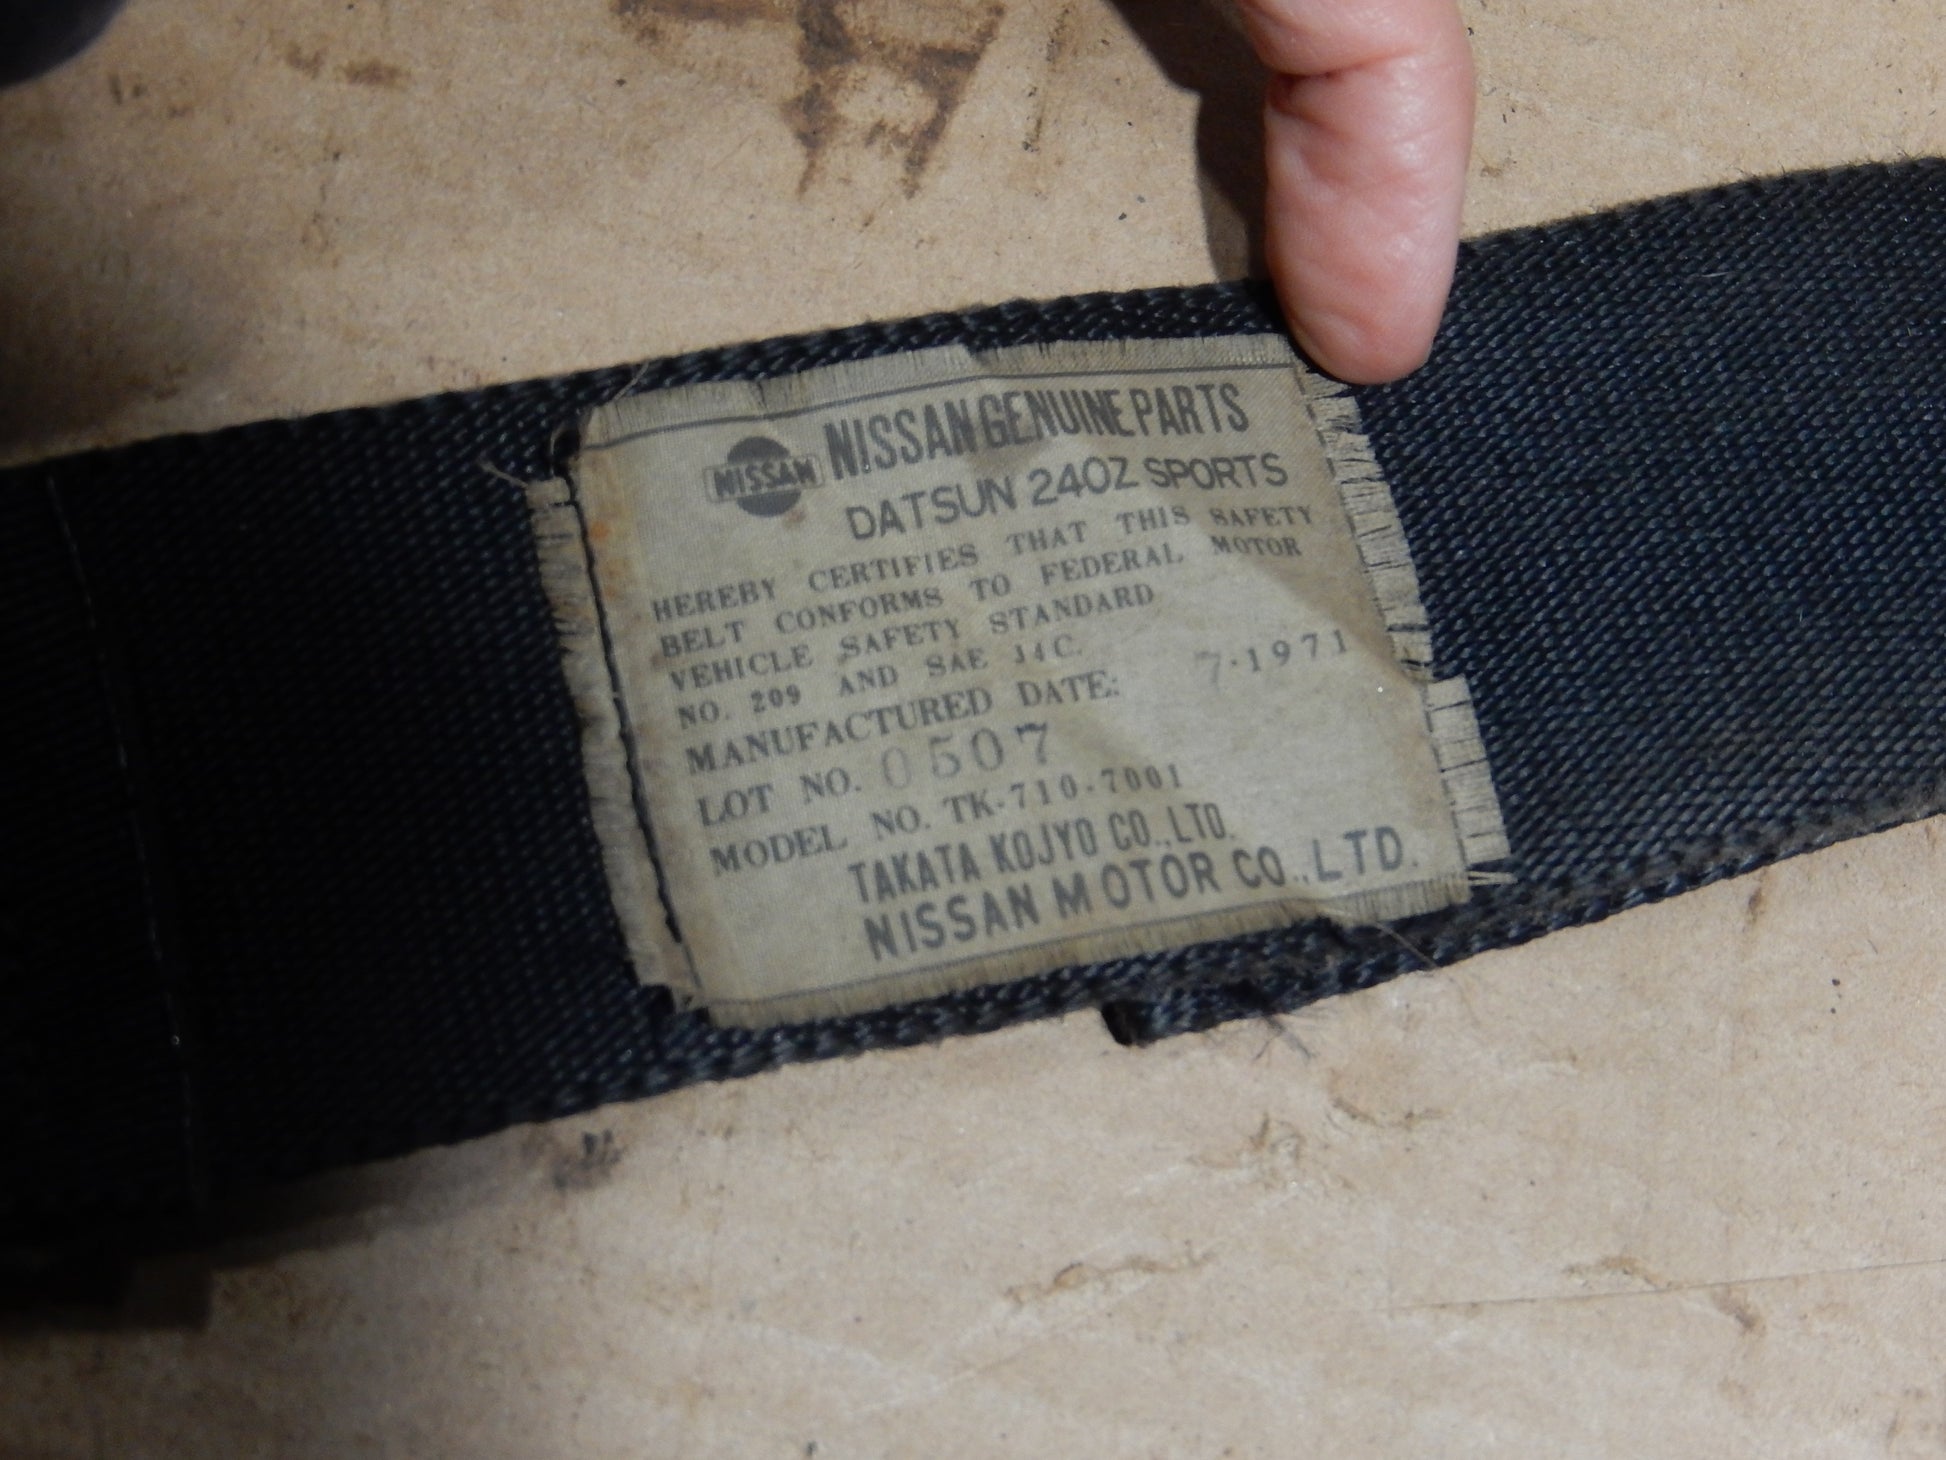 NISSAN NISSAN GENUINE PARTS
DATSUN 240Z SPORTS
HEREBY CERTIFIES THAT THIS SAFETY
BELT CONFORMS TO FEDERAL MOTOR
VEHICLE SAFETY STANDARD
NO. 209 AND SAE J4C.
MANUFACTURED DATE: 7.1971
LOT NO. 0507
MODEL NO. TK-710-7001
TAKATA KOJYO CO.,LTD.
NISSAN MOTOR CO.,LTD.